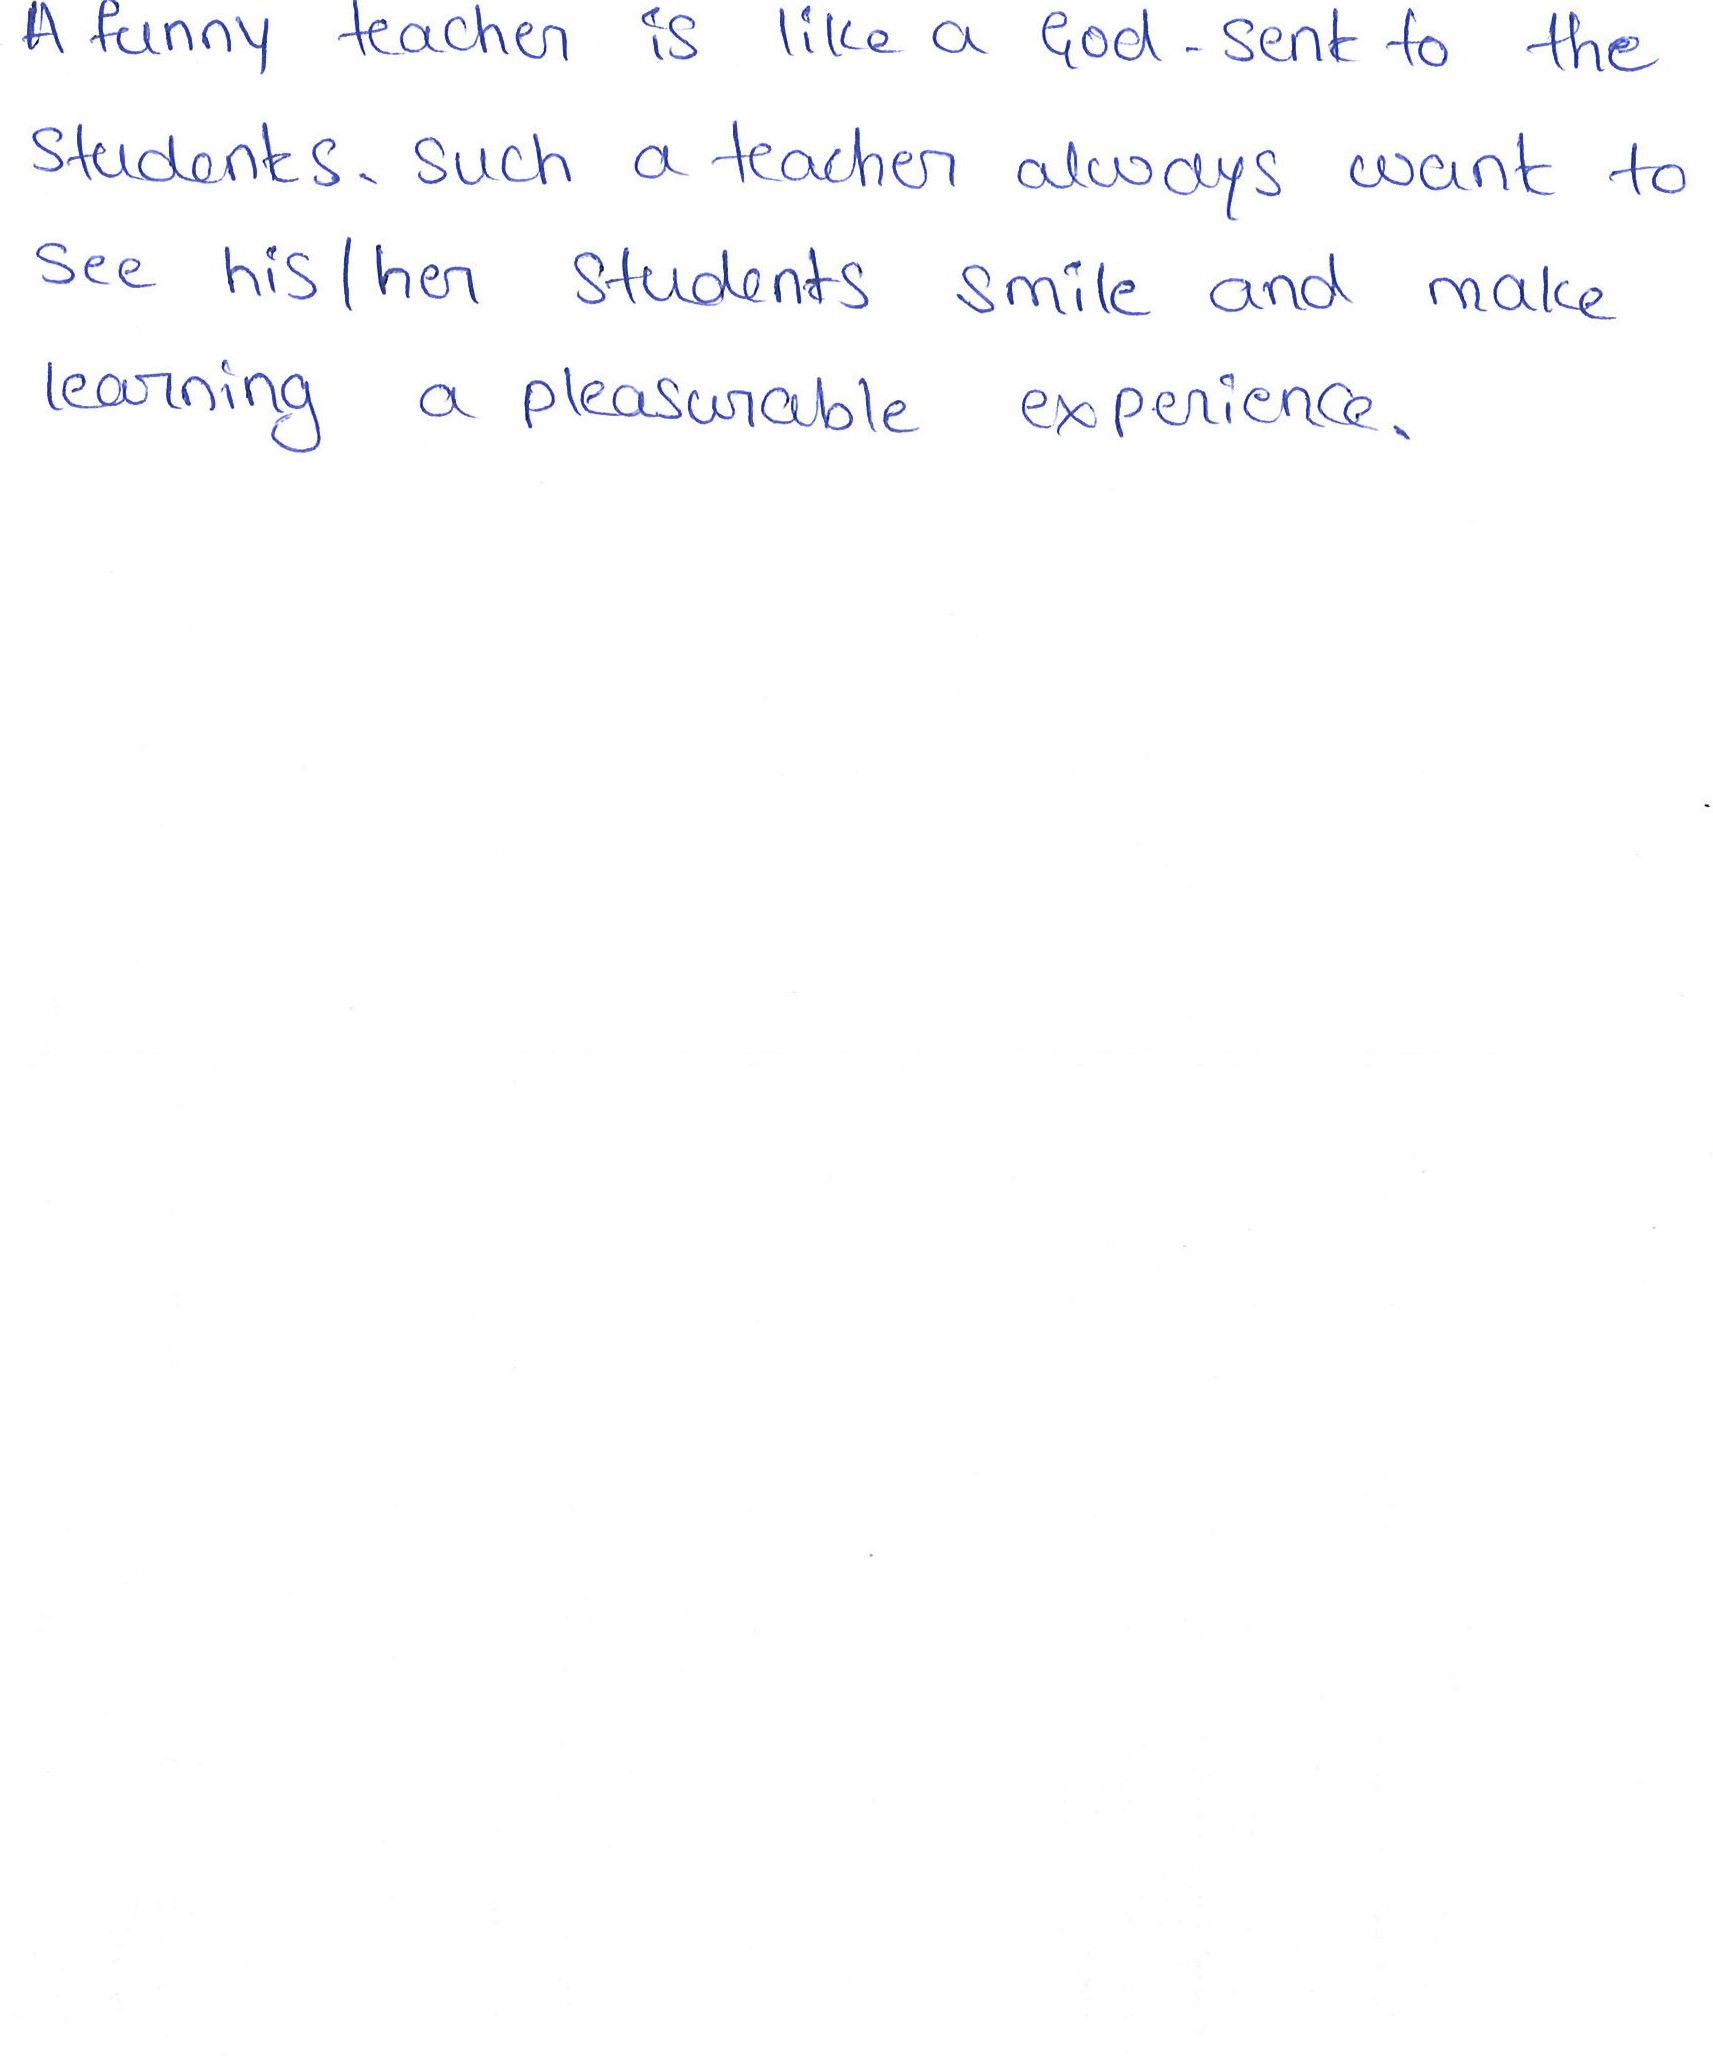 A funny teacher is like a God-sent to the
Students. Such a teacher always want to
See his/her students smile and make
learning a pleasurable experience.